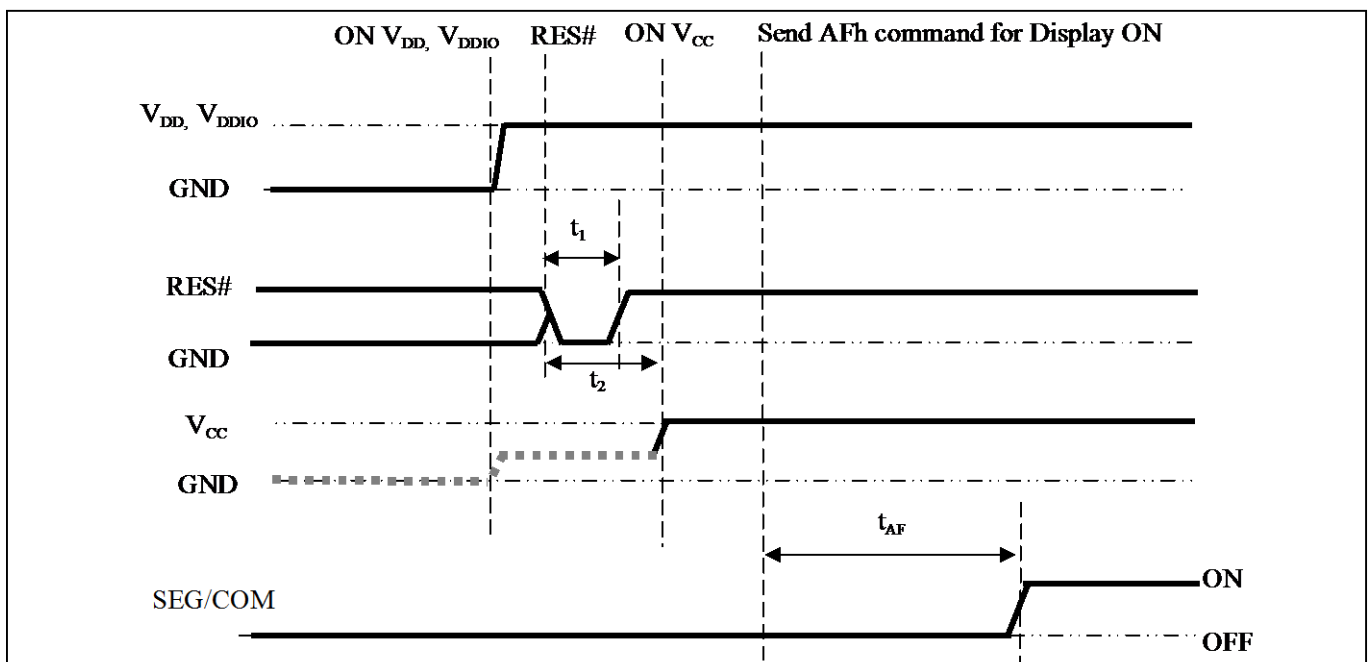 ON VDD, VDDIO RES# ON VCC Send AFh command for Display ON
VDD, VDDIO
GND
t1
RES#
GND
t2
VCC
GND
tAF
SEG/COM
ON
OFF